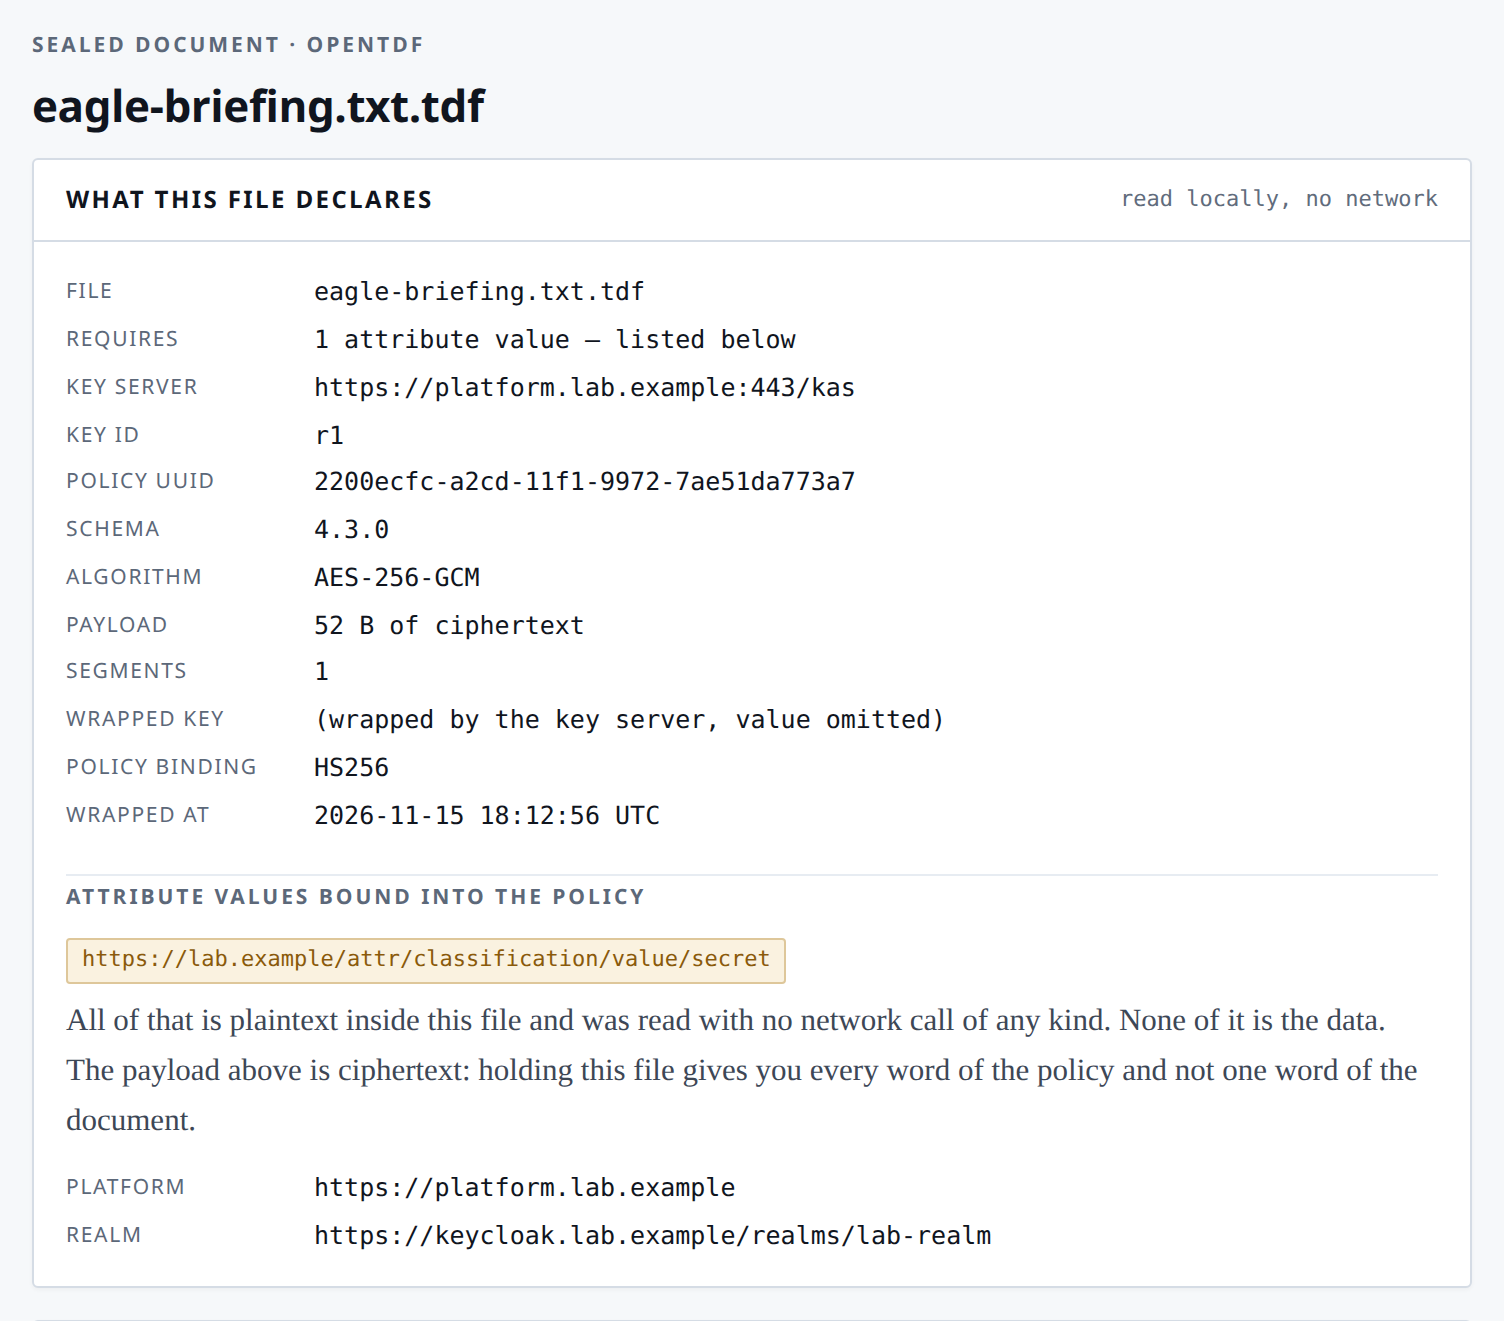 SEALED DOCUMENT · OPENTDF
eagle-briefing.txt.tdf
WHAT THIS FILE DECLARES
read locally, no network
FILE eagle-briefing.txt.tdf
REQUIRES 1 attribute value — listed below
KEY SERVER https://platform.lab.example:443/kas
KEY ID r1
POLICY UUID 2200ecfc-a2cd-11f1-9972-7ae51da773a7
SCHEMA 4.3.0
ALGORITHM AES-256-GCM
PAYLOAD 52 B of ciphertext
SEGMENTS 1
WRAPPED KEY (wrapped by the key server, value omitted)
POLICY BINDING HS256
WRAPPED AT 2026-11-15 18:12:56 UTC
ATTRIBUTE VALUES BOUND INTO THE POLICY
https://lab.example/attr/classification/value/secret
All of that is plaintext inside this file and was read with no network call of any kind. None of it is the data.
The payload above is ciphertext: holding this file gives you every word of the policy and not one word of the
document.
PLATFORM https://platform.lab.example
REALM https://keycloak.lab.example/realms/lab-realm